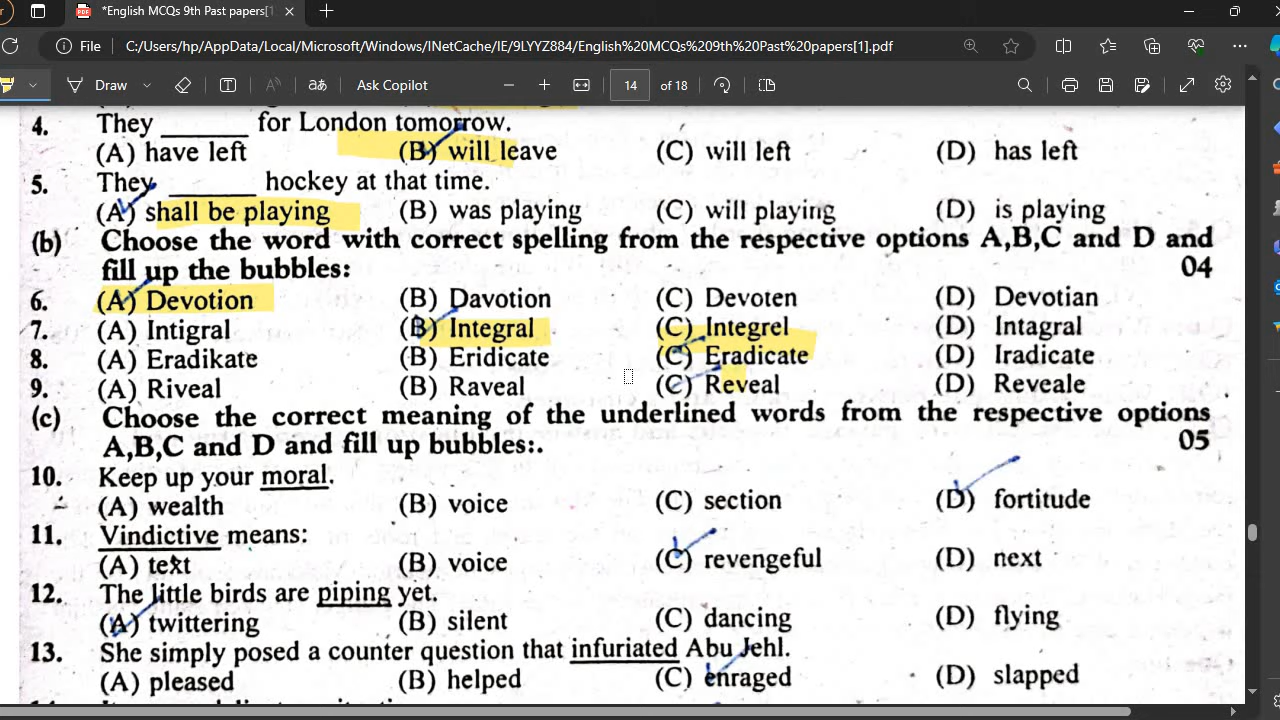 *English MCQs 9th Past papers[1
File C:/Users/hp/AppData/Local/Microsoft/Windows/INetCache/IE/9LYYZ884/English%20MCQs%209th%20Past%20papers[1].pdf
Draw T aあ Ask Copilot 14 of 18
4. They ______ for London tomorrow.
(A) have left (B) will leave (C) will left (D) has left
5. They ______ hockey at that time.
(A) shall be playing (B) was playing (C) will playing (D) is playing
(b) Choose the word with correct spelling from the respective options A,B,C and D and
fill up the bubbles: 04
6. (A) Devotion (B) Davotion (C) Devoten (D) Devotian
7. (A) Intigral (B) Integral (C) Integrel (D) Intagral
8. (A) Eradikate (B) Eridicate (C) Eradicate (D) Iradicate
9. (A) Riveal (B) Raveal (C) Reveal (D) Reveale
(c) Choose the correct meaning of the underlined words from the respective options
A,B,C and D and fill up bubbles:. 05
10. Keep up your moral.
(A) wealth (B) voice (C) section (D) fortitude
11. Vindictive means:
(A) text (B) voice (C) revengeful (D) next
12. The little birds are piping yet.
(A) twittering (B) silent (C) dancing (D) flying
13. She simply posed a counter question that infuriated Abu Jehl.
(A) pleased (B) helped (C) enraged (D) slapped